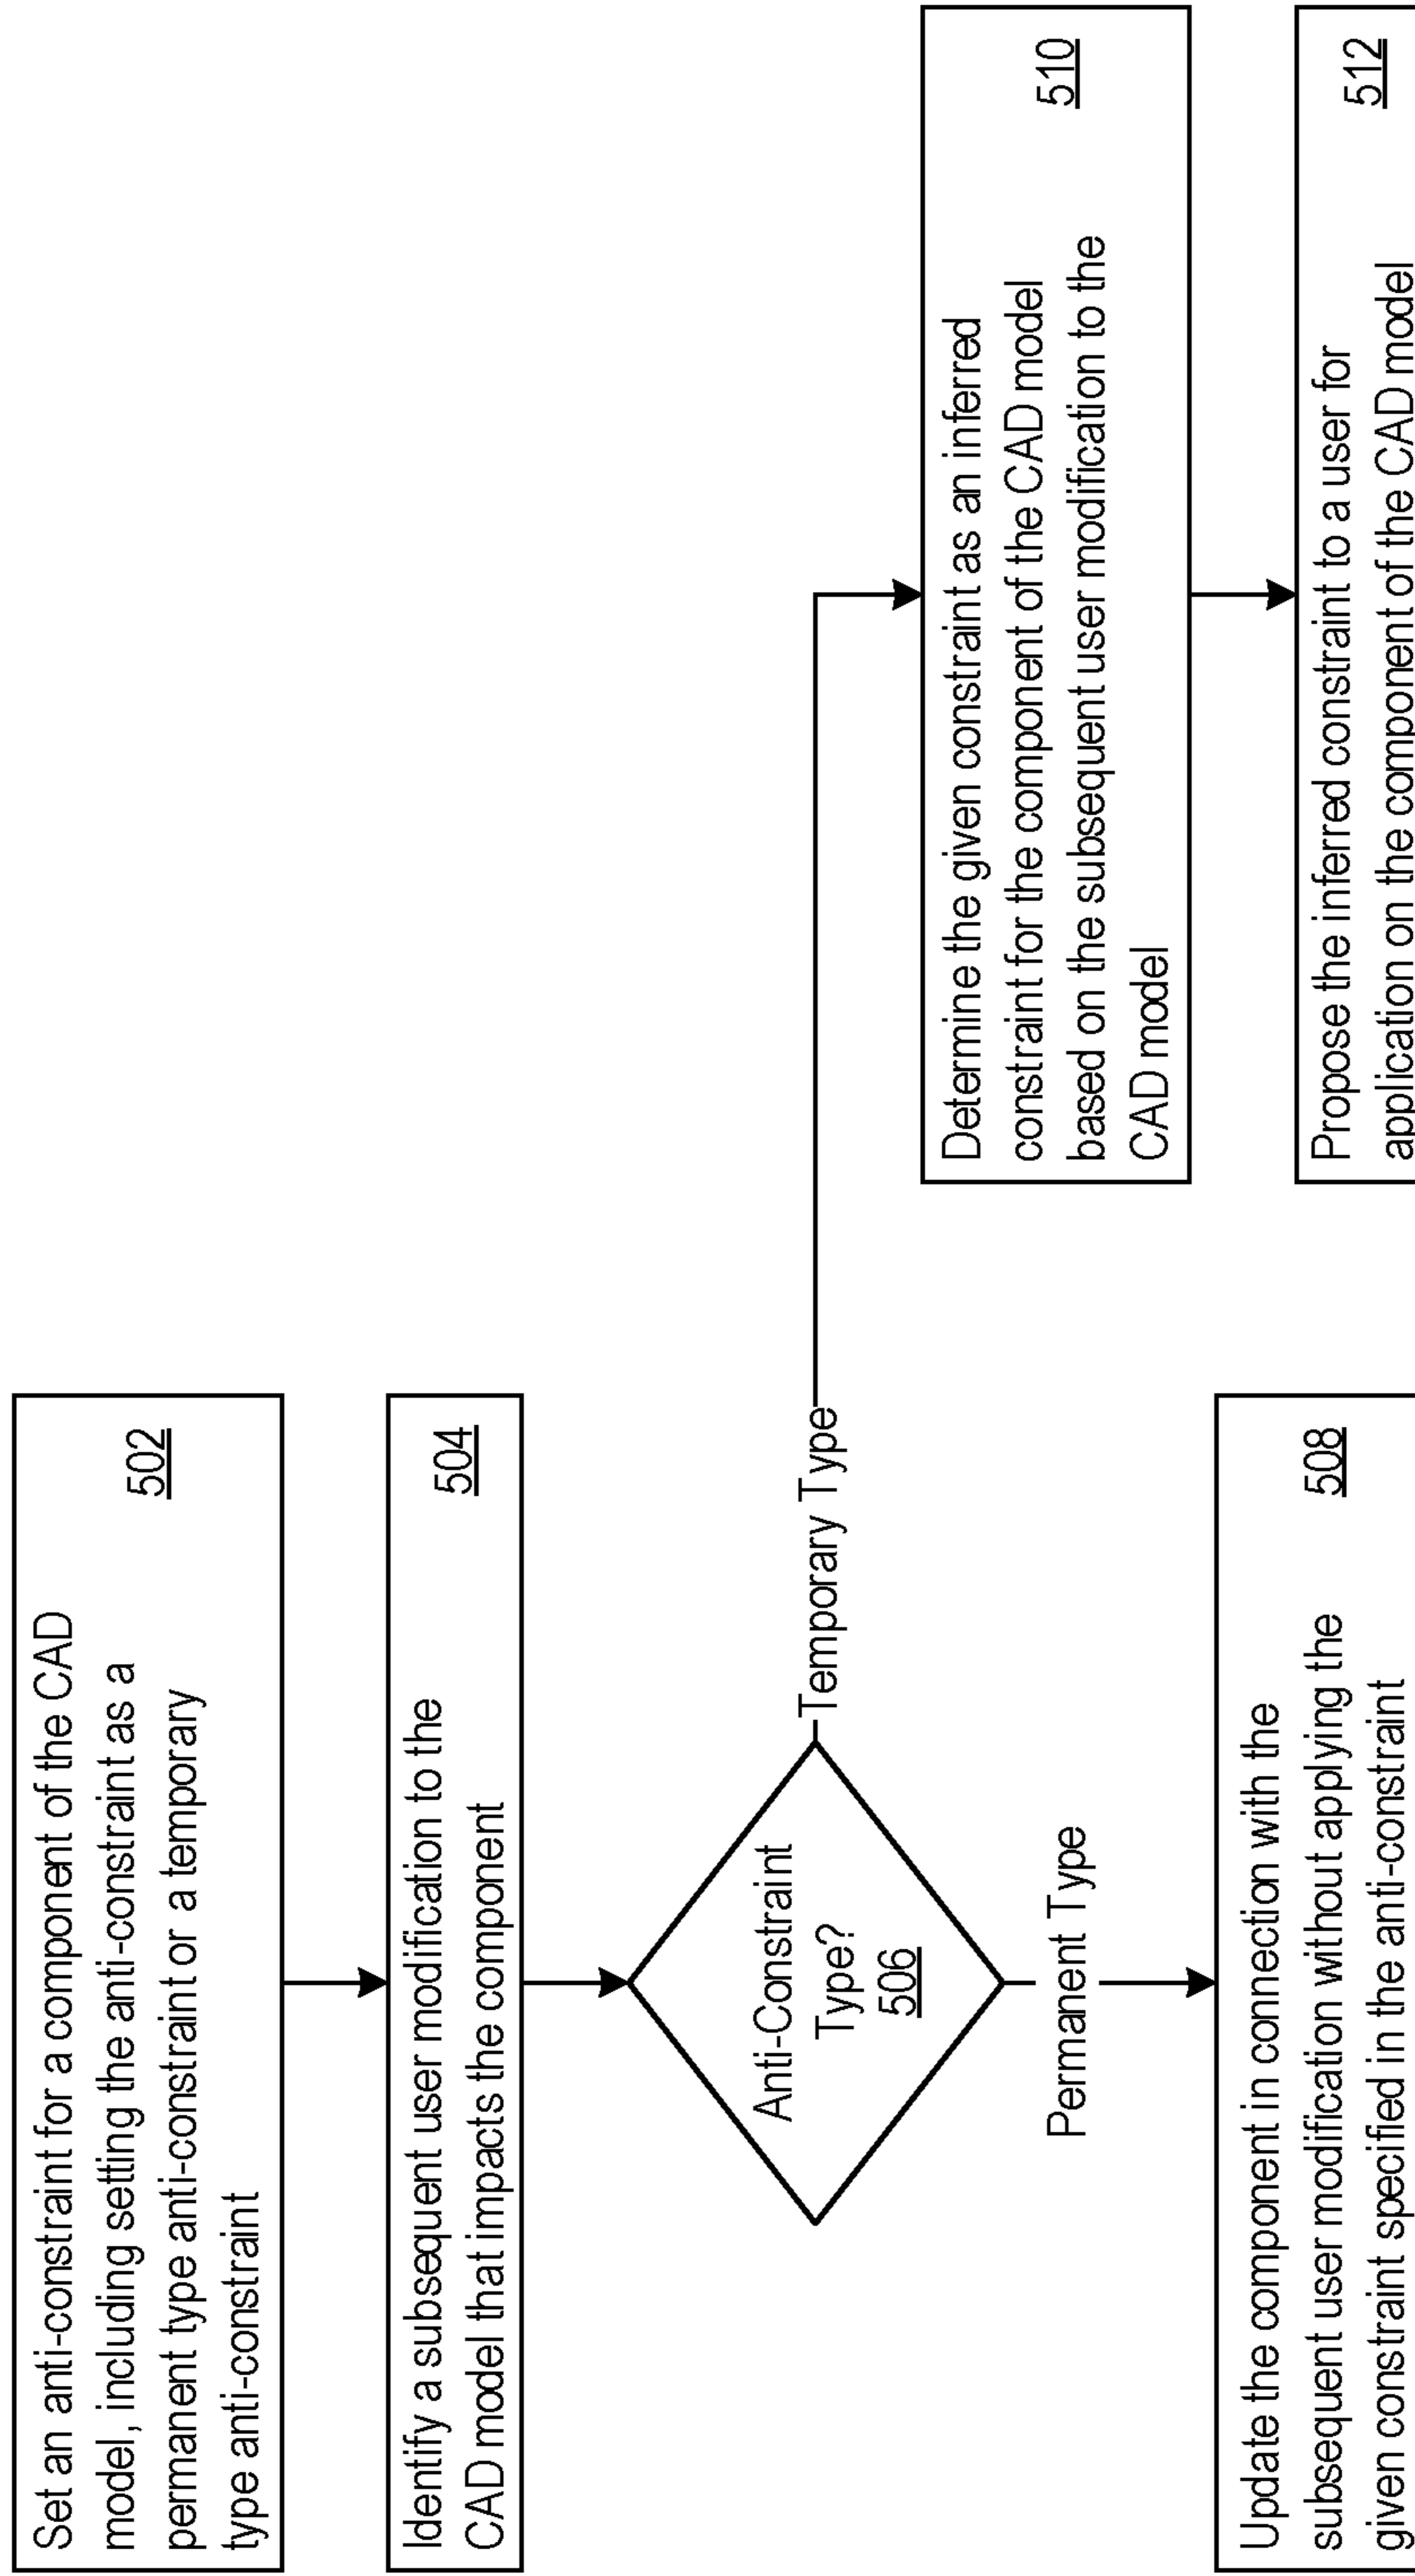 Set an anti-constraint for a component of the CAD
model, including setting the anti-constraint as a
permanent type anti-constraint or a temporary
type anti-constraint
502
Identify a subsequent user modification to the
CAD model that impacts the component
504
Anti-Constraint
Type?
506
Temporary Type
Permanent Type
Update the component in connection with the
subsequent user modification without applying the
given constraint specified in the anti-constraint
508
Determine the given constraint as an inferred
constraint for the component of the CAD model
based on the subsequent user modification to the
CAD model
510
Propose the inferred constraint to a user for
application on the component of the CAD model
512